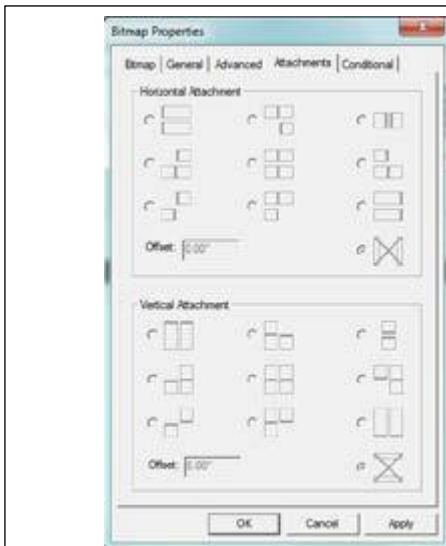 Bitmap Properties
Bitmap General Advanced Attachments Conditional
Horizontal Attachment
Offset: 0.00"
Vertical Attachment
Offset: 0.00"
OK Cancel Apply